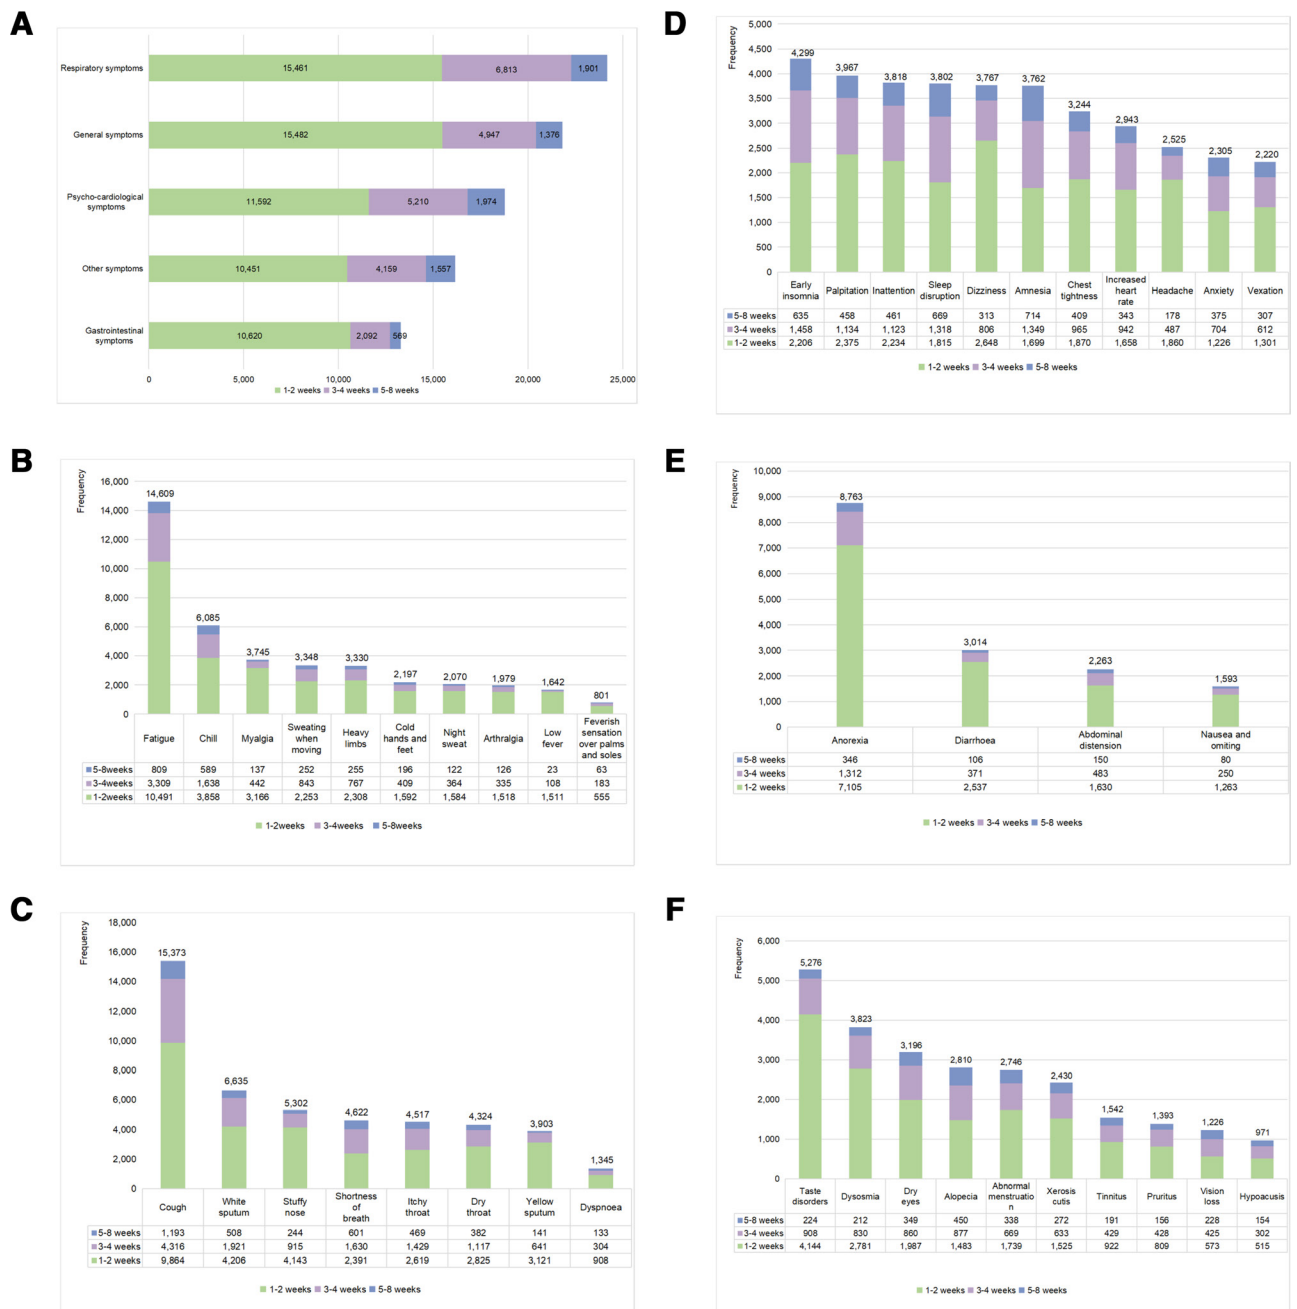 A
Respiratory symptoms 15,461 6,813 1,901
General symptoms 15,482 4,947 1,376
Psycho-cardiological
symptoms 11,592 5,210 1,974
Other symptoms 10,451 4,159 1,557
Gastrointestinal
symptoms 10,620 2,092 569
0 5,000 10,000 15,000 20,000 25,000
1-2 weeks 3-4 weeks 5-8 weeks
B
Frequency
16,000
14,000
12,000
10,000
8,000
6,000
4,000
2,000
0
14,609 6,085 3,745 3,348 3,330 2,197 2,070 1,979 1,642 801
Fatigue Chill Myalgia Sweating when moving Heavy limbs Cold hands and feet Night sweat Arthralgia Low fever Feverish sensation over palms and soles
5-8weeks 809 589 137 252 255 196 122 126 23 63
3-4weeks 3,309 1,638 442 843 767 409 364 335 108 183
1-2weeks 10,491 3,858 3,166 2,253 2,308 1,592 1,584 1,518 1,511 555
1-2weeks 3-4weeks 5-8weeks
C
Frequency
18,000
16,000
14,000
12,000
10,000
8,000
6,000
4,000
2,000
0
15,373 6,635 5,302 4,622 4,517 4,324 3,903 1,345
Cough White sputum Stuffy nose Shortness of breath Itchy throat Dry throat Yellow sputum Dyspnoea
5-8 weeks 1,193 508 244 601 469 382 141 133
3-4 weeks 4,316 1,921 915 1,630 1,429 1,117 641 304
1-2 weeks 9,864 4,206 4,143 2,391 2,619 2,825 3,121 908
1-2 weeks 3-4 weeks 5-8 weeks
D
Frequency
5,000
4,500
4,000
3,500
3,000
2,500
2,000
1,500
1,000
500
0
4,299 3,967 3,818 3,802 3,767 3,762 3,244 2,943 2,525 2,305 2,220
Early insomnia Palpitation Inattention Sleep disruption Dizziness Amnesia Chest tightness Increased heart rate Headache Anxiety Vexation
5-8 weeks 635 458 461 669 313 714 409 343 178 375 307
3-4 weeks 1,458 1,134 1,123 1,318 806 1,349 965 942 487 704 612
1-2 weeks 2,206 2,375 2,234 1,815 2,648 1,699 1,870 1,658 1,860 1,226 1,301
1-2 weeks 3-4 weeks 5-8 weeks
E
Frequency
10,000
9,000
8,000
7,000
6,000
5,000
4,000
3,000
2,000
1,000
0
8,763 3,014 2,263 1,593
Anorexia Diarrhoea Abdominal distension Nausea and omiting
5-8 weeks 346 106 150 80
3-4 weeks 1,312 371 483 250
1-2 weeks 7,105 2,537 1,630 1,263
1-2 weeks 3-4 weeks 5-8 weeks
F
Frequency
6,000
5,000
4,000
3,000
2,000
1,000
0
5,276 3,823 3,196 2,810 2,746 2,430 1,542 1,393 1,226 971
Taste disorders Dysosmia Dry eyes Alopecia Abnormal menstruatio n Xerosis cutis Tinnitus Pruritus Vision loss Hypoacusis
5-8 weeks 224 212 349 450 338 272 191 156 228 154
3-4 weeks 908 830 860 877 669 633 429 428 425 302
1-2 weeks 4,144 2,781 1,987 1,483 1,739 1,525 922 809 573 515
1-2 weeks 3-4 weeks 5-8 weeks